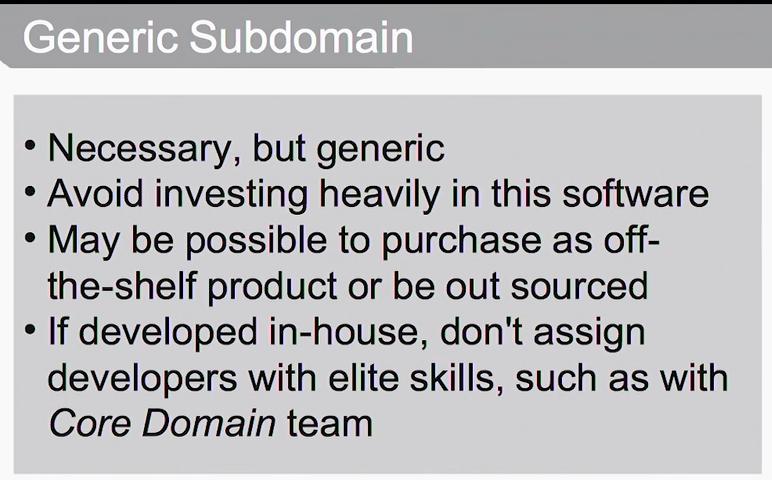 Generic Subdomain
• Necessary, but generic
• Avoid investing heavily in this software
• May be possible to purchase as off-
the-shelf product or be out sourced
• If developed in-house, don't assign
developers with elite skills, such as with
Core Domain team